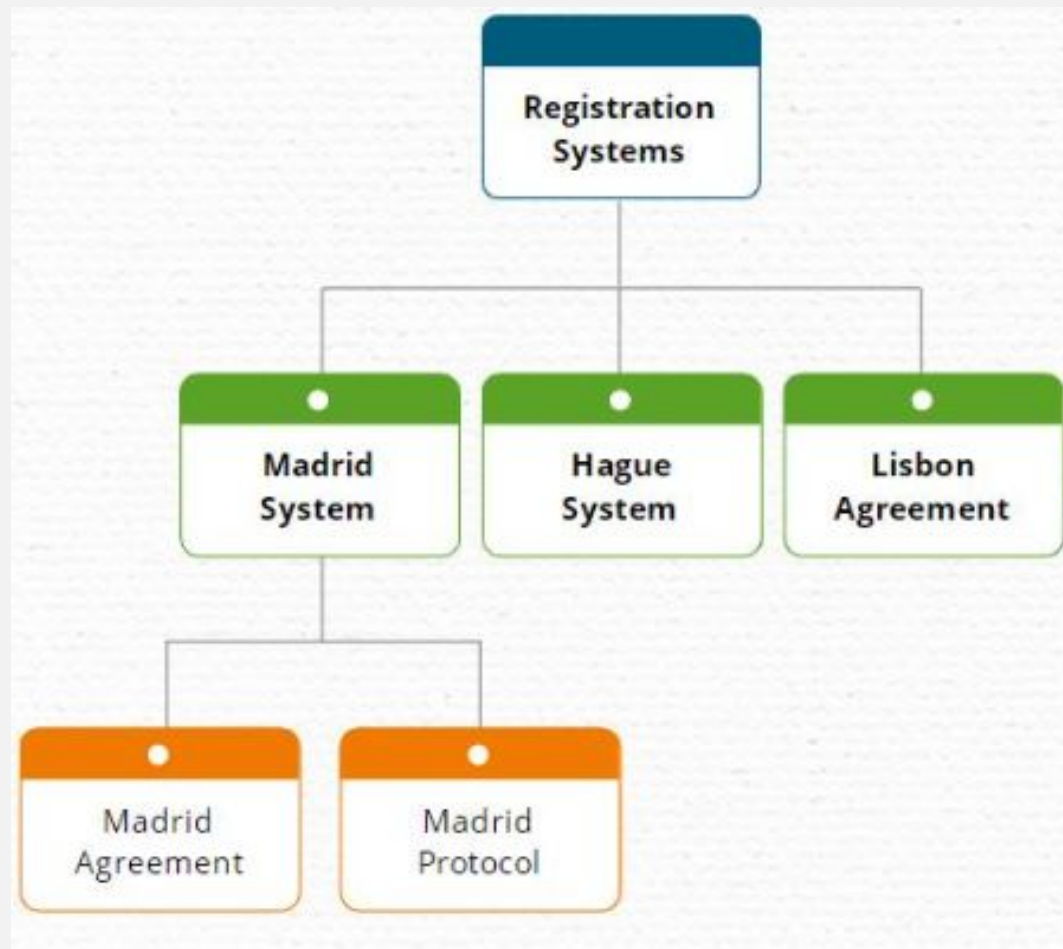 Registration
Systems
Madrid
System
Hague
System
Lisbon
Agreement
Madrid
Agreement
Madrid
Protocol